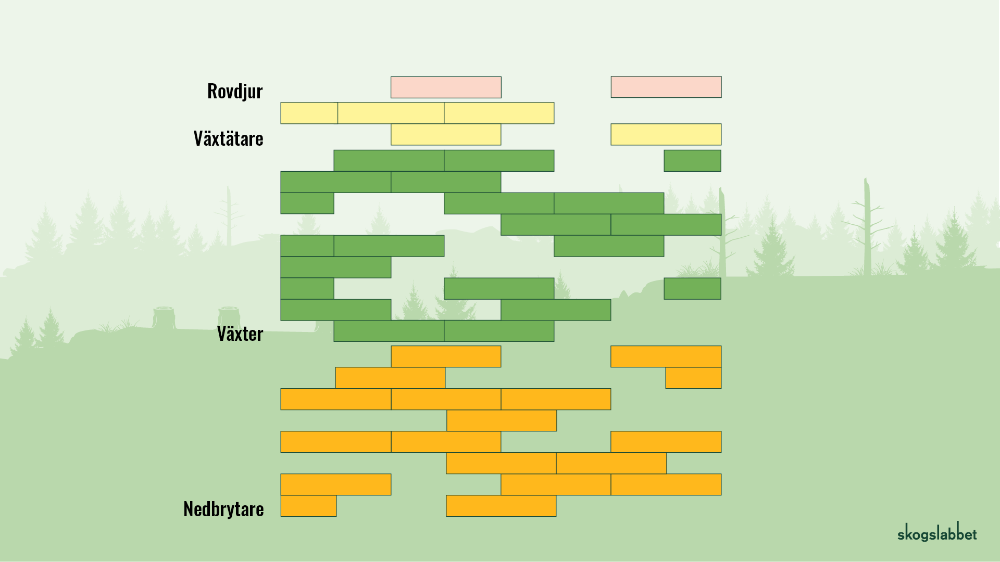 Rovdjur
Växtätare
Växter
Nedbrytare
skogslabbet